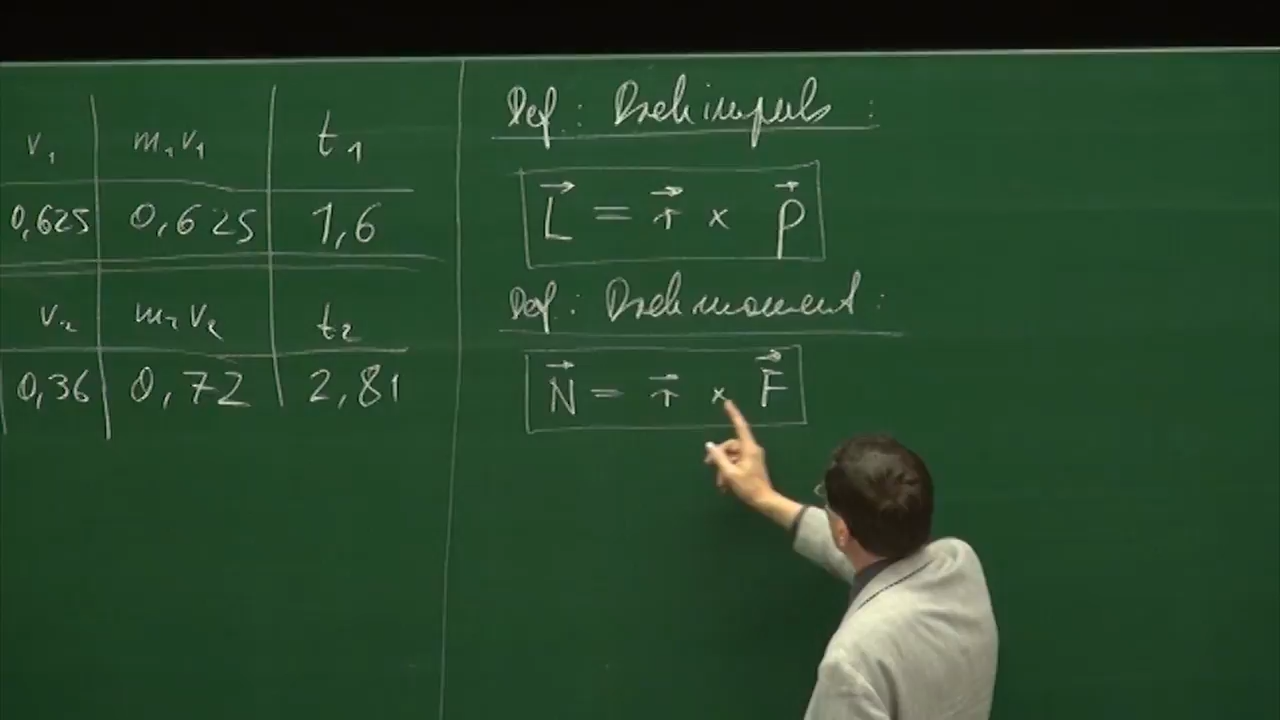 v₁ m₁v₁ t₁
0,625 0,625 1,6
v₂ m₂v₂ t₂
0,36 0,72 2,81
Def : Drehimpuls :
L⃗ = r⃗ × p⃗
Def : Drehmoment :
N⃗ = r⃗ × F⃗